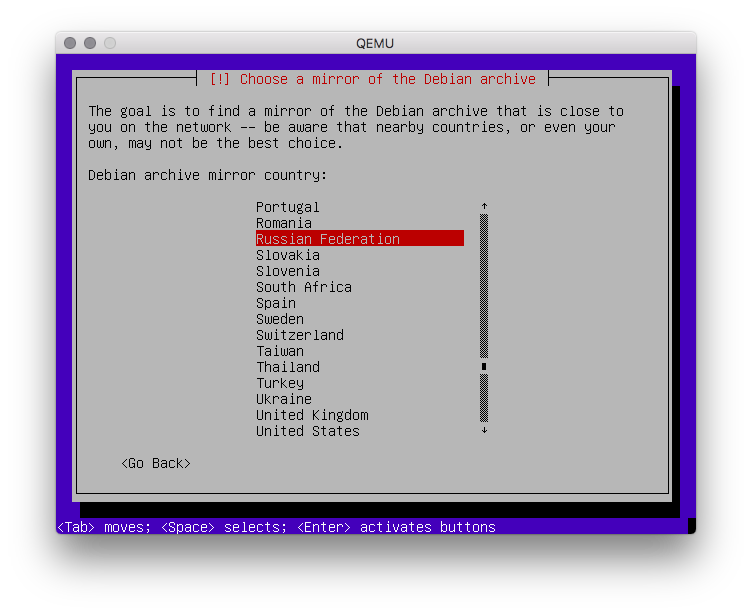 QEMU
[!] Choose a mirror of the Debian archive
The goal is to find a mirror of the Debian archive that is close to
you on the network -- be aware that nearby countries, or even your
own, may not be the best choice.
Debian archive mirror country:
Portugal
Romania
Russian Federation
Slovakia
Slovenia
South Africa
Spain
Sweden
Switzerland
Taiwan
Thailand
Turkey
Ukraine
United Kingdom
United States
<Go Back>
<Tab> moves; <Space> selects; <Enter> activates buttons